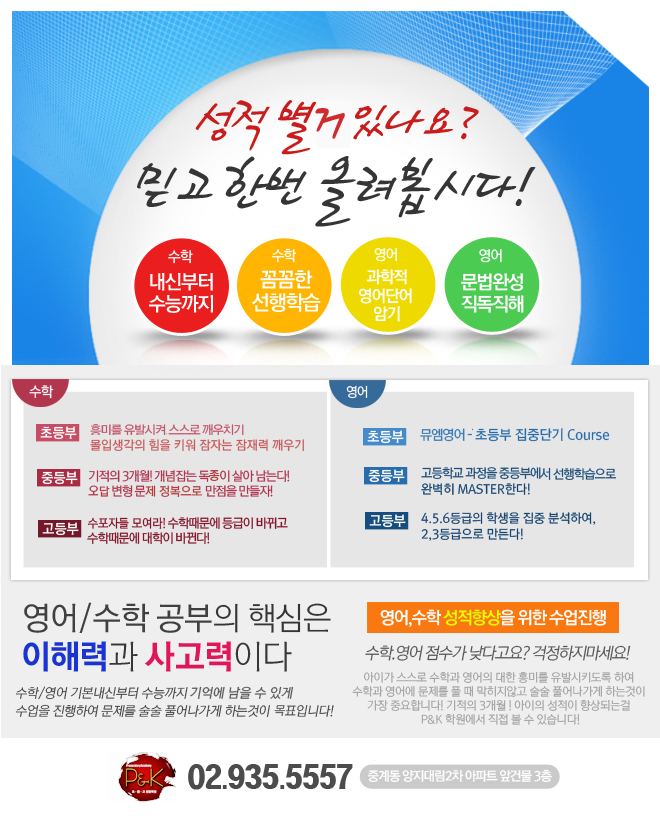 성적 별거 있나요?
믿고 한번 올려봅시다!
수학
내신부터
수능까지
수학
꼼꼼한
선행학습
영어
과학적
영어단어
암기
영어
문법완성
직독직해
수학
초등부
흥미를 유발시켜 스스로 깨우치기
몰입생각의 힘을 키워 잠자는 잠재력 깨우기
중등부
기적의 3개월! 개념잡는 독종이 살아 남는다!
오답 변형 문제 정복으로 만점을 만들자!
고등부
수포자들 모여라! 수학때문에 등급이 바뀌고
수학때문에 대학이 바뀐다!
영어
초등부
뮤엠영어 - 초등부 집중단기 Course
중등부
고등학교 과정을 중등부에서 선행학습으로
완벽히 MASTER한다!
고등부
4.5.6등급의 학생을 집중 분석하여,
2,3등급으로 만든다!
영어/수학 공부의 핵심은
이해력과 사고력이다
수학/영어 기본내신부터 수능까지 기억에 남을 수 있게
수업을 진행하여 문제를 술술 풀어나가게 하는것이 목표입니다!
영어,수학 성적향상을 위한 수업진행
수학,영어 점수가 낮다고요? 걱정하지마세요!
아이가 스스로 수학과 영어의 대한 흥미를 유발시키도록 하여
수학과 영어에 문제를 풀 때 막히지않고 술술 풀어나가게 하는것이
가장 중요합니다! 기적의 3개월 ! 아이의 성적이 향상되는걸
P&K 학원에서 직접 볼 수 있습니다!
P&K
02.935.5557
중계동 양지대림2차 아파트 앞건물 3층